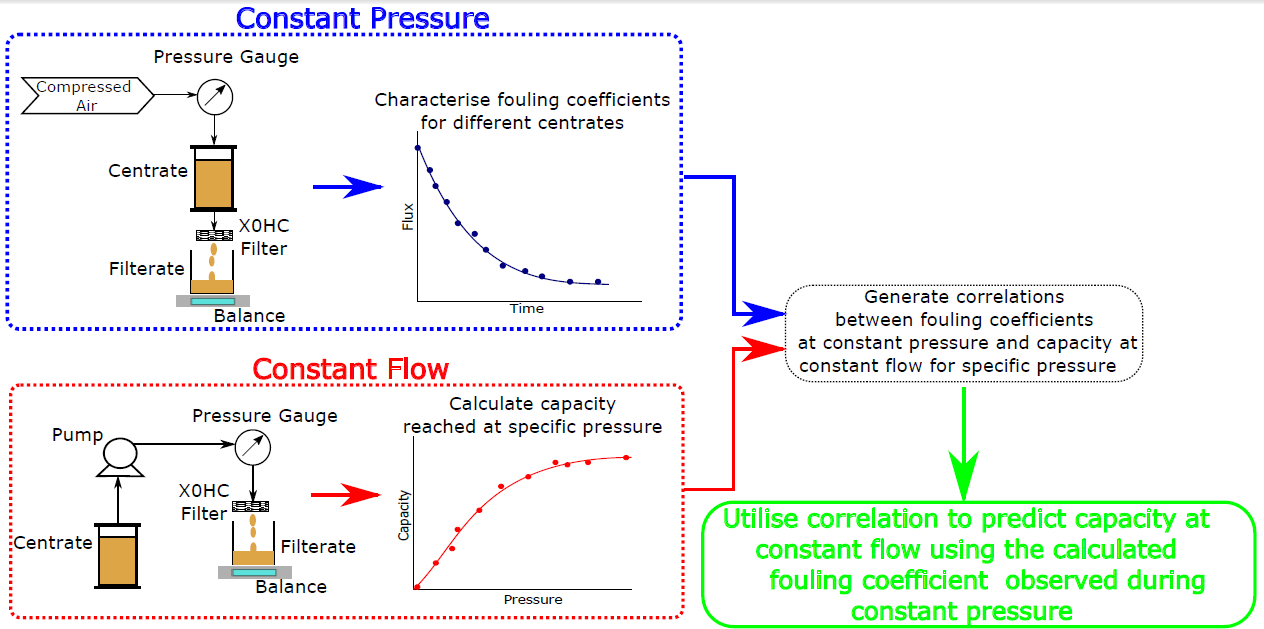 Constant Pressure
Pressure Gauge
Compressed
Air
Characterise fouling coefficients
for different centrates
Centrate
X0HC
Filter
Flux
Filterate
Balance
Time
Constant Flow
Pressure Gauge
Calculate capacity
reached at specific pressure
Pump
X0HC
Filter
Capacity
Centrate
Filterate
Balance
Pressure
Generate correlations
between fouling coefficients
at constant pressure and capacity at
constant flow for specific pressure
Utilise correlation to predict capacity at
constant flow using the calculated
fouling coefficient observed during
constant pressure